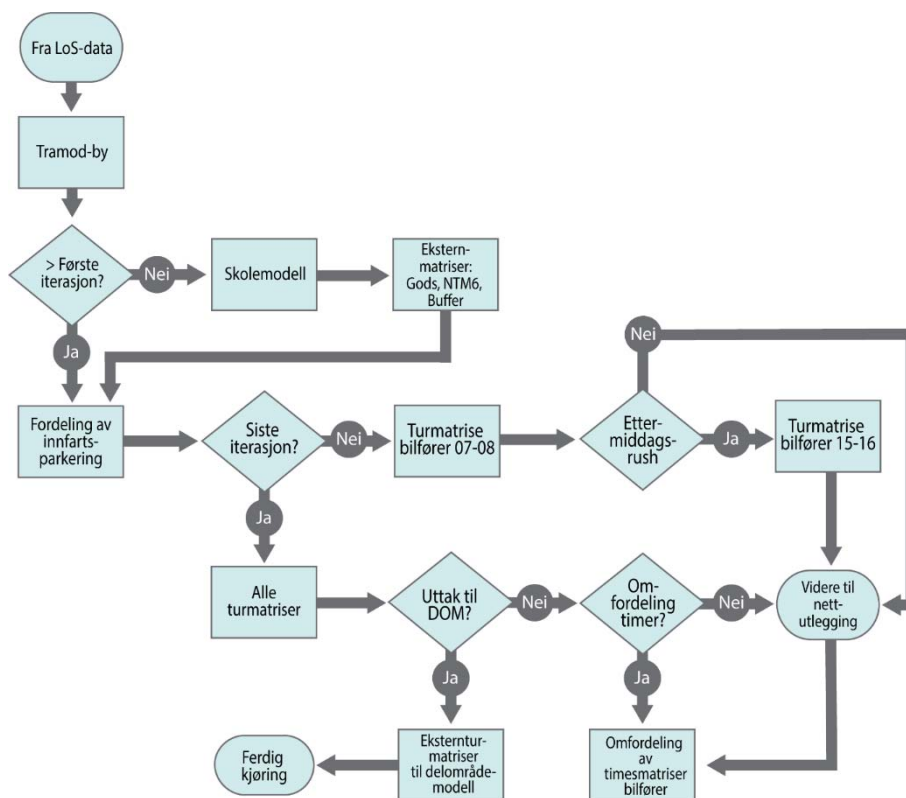 Fra LoS-data
Tramod-by
> Første
iterasjon?
Nei
Skolemodell
Ekstern-
matriser:
Gods, NTM6,
Buffer
Ja
Nei
Fordeling av
innfarts-
parkering
Siste
iterasjon?
Nei
Turmatrise
bilfører 07-08
Etter-
middags-
rush
Ja
Turmatrise
bilfører 15-16
Ja
Alle
turmatriser
Uttak til
DOM?
Nei
Om-
fordeling
timer?
Nei
Videre til
nett-
utlegging
Ja
Ja
Ferdig
kjøring
Eksterntur-
matriser
til delområde-
modell
Omfordeling
av
timesmatriser
bilfører